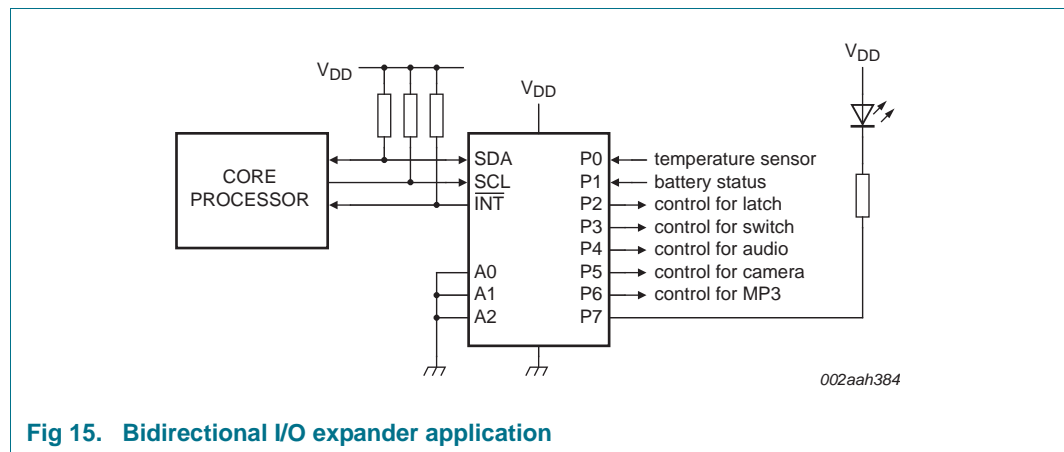 VDD
VDD
VDD
CORE
PROCESSOR
SDA
SCL
INT
A0
A1
A2
P0
P1
P2
P3
P4
P5
P6
P7
temperature sensor
battery status
control for latch
control for switch
control for audio
control for camera
control for MP3
002aah384
Fig 15. Bidirectional I/O expander application